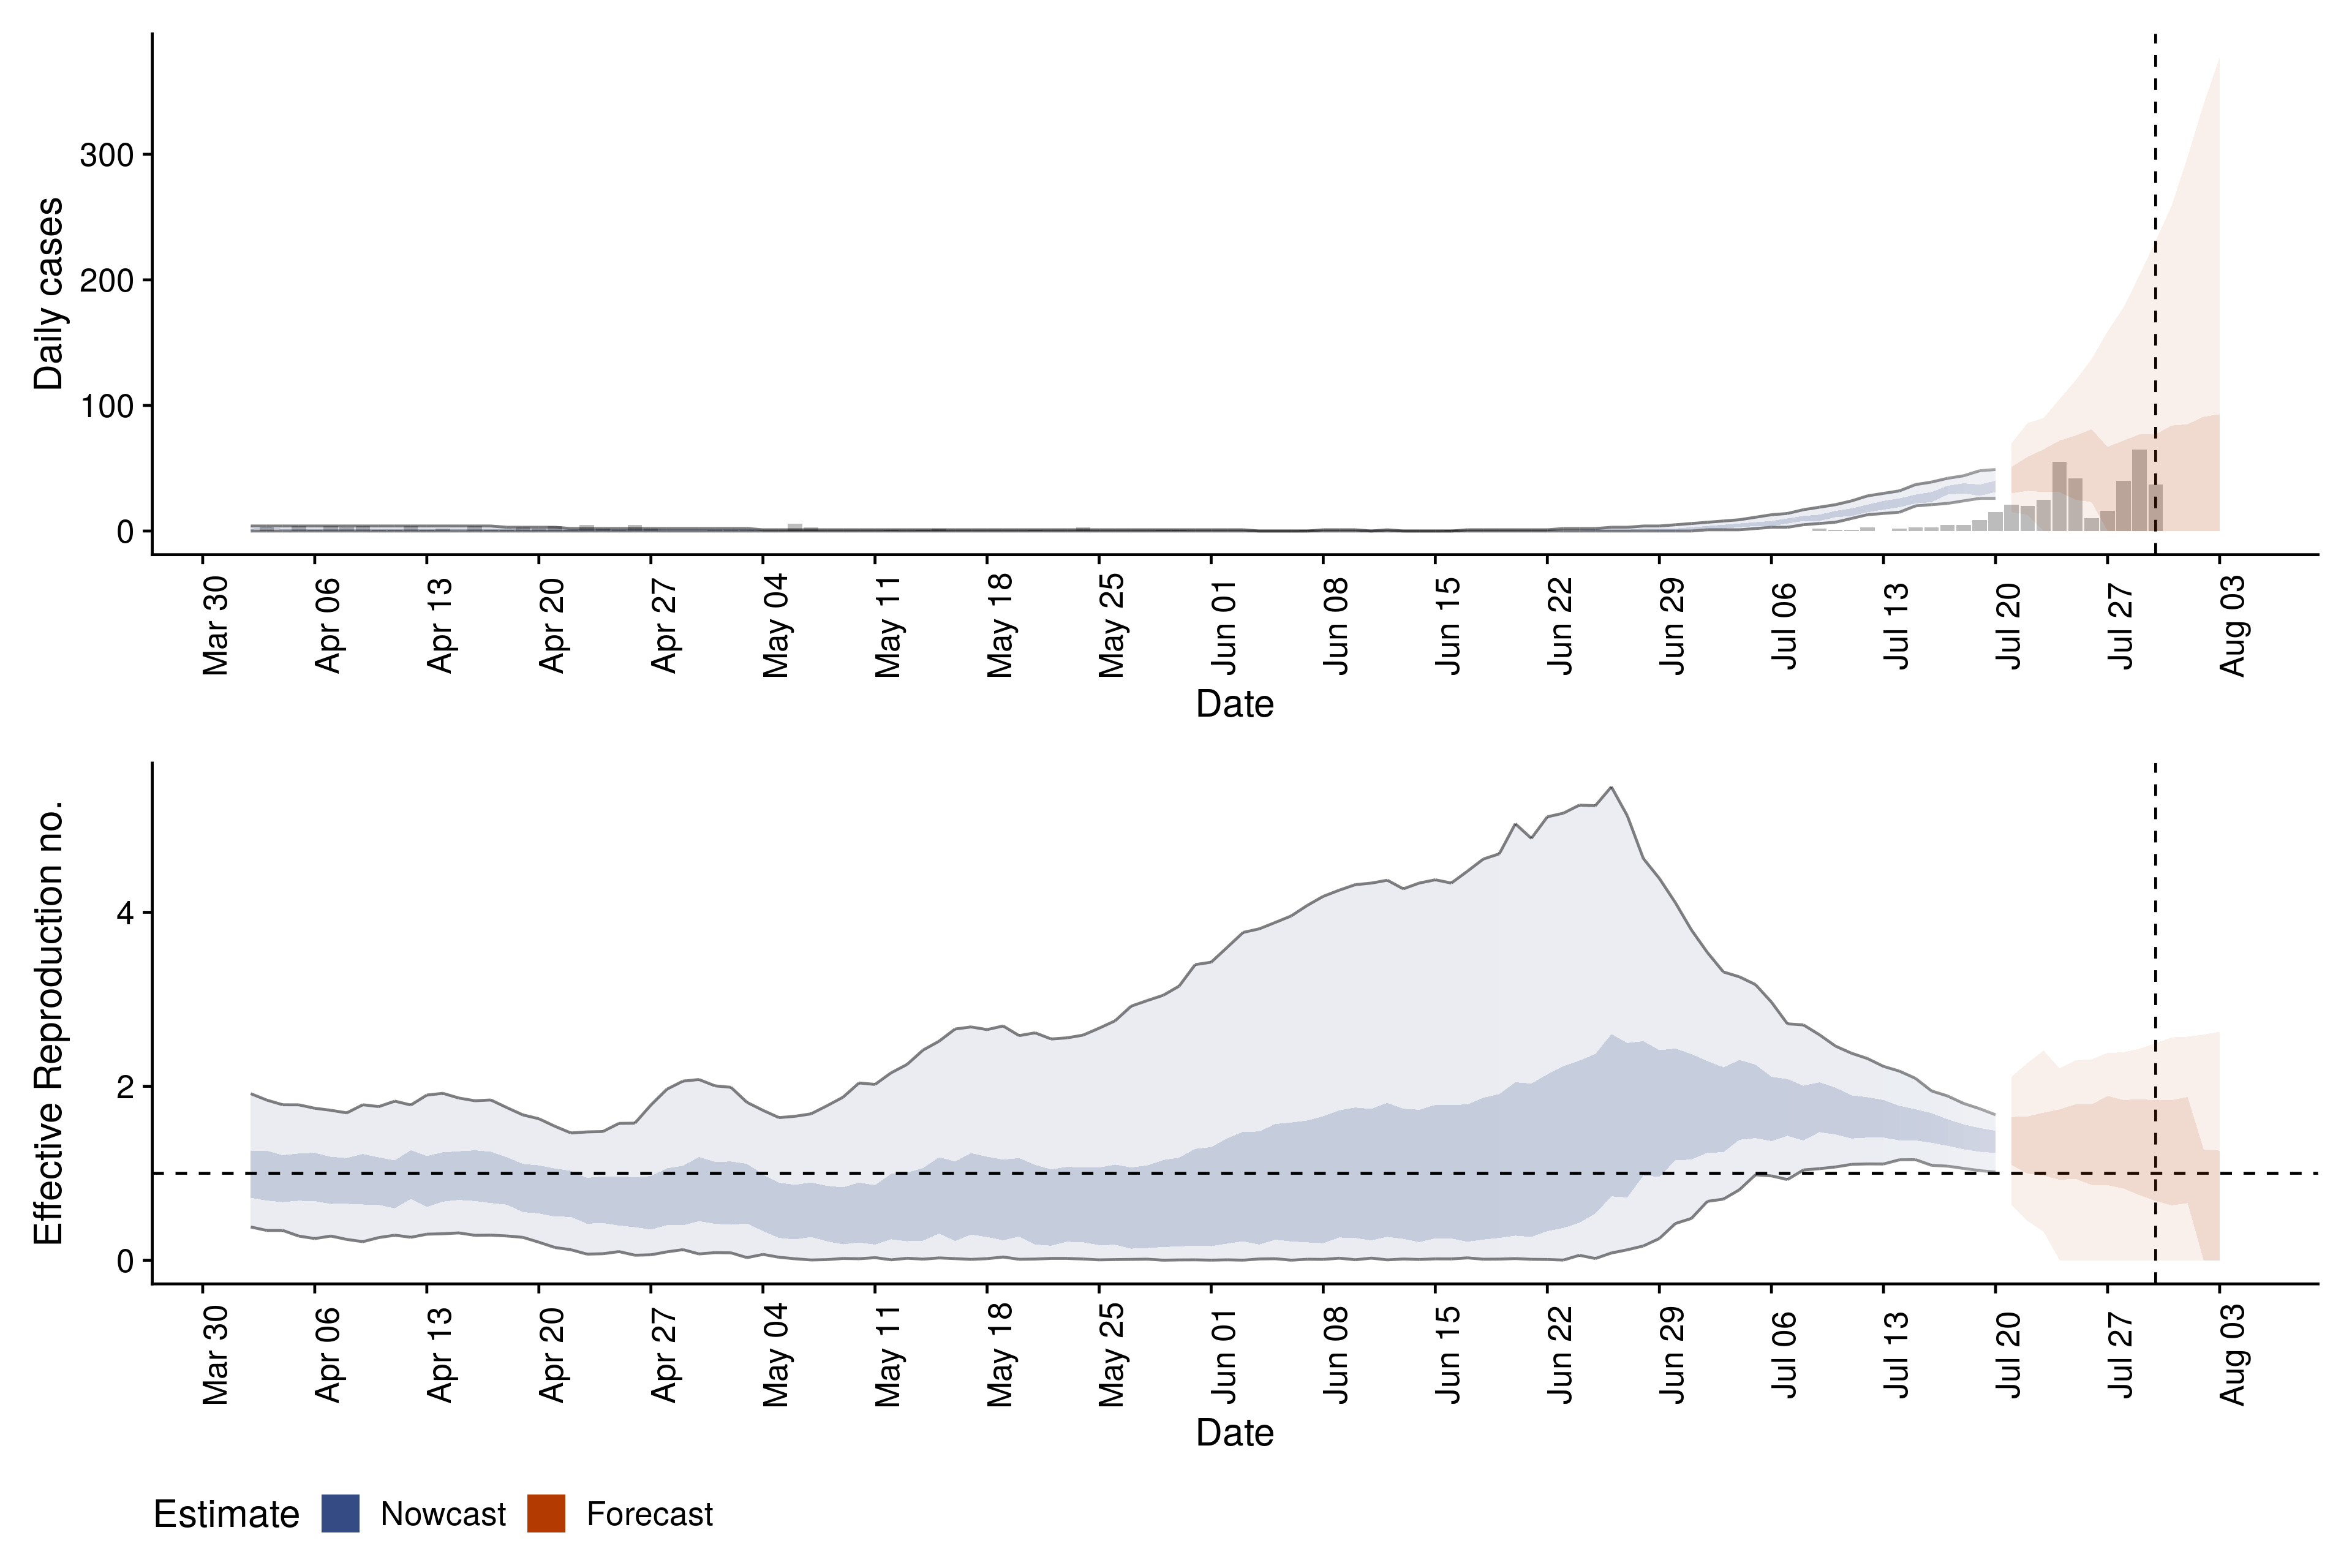 Daily cases
300
200
100
0
Mar 30
Apr 06
Apr 13
Apr 20
Apr 27
May 04
May 11
May 18
May 25
Jun 01
Jun 08
Jun 15
Jun 22
Jun 29
Jul 06
Jul 13
Jul 20
Jul 27
Aug 03
Date
Effective Reproduction no.
4
2
0
Mar 30
Apr 06
Apr 13
Apr 20
Apr 27
May 04
May 11
May 18
May 25
Jun 01
Jun 08
Jun 15
Jun 22
Jun 29
Jul 06
Jul 13
Jul 20
Jul 27
Aug 03
Date
Estimate Nowcast Forecast